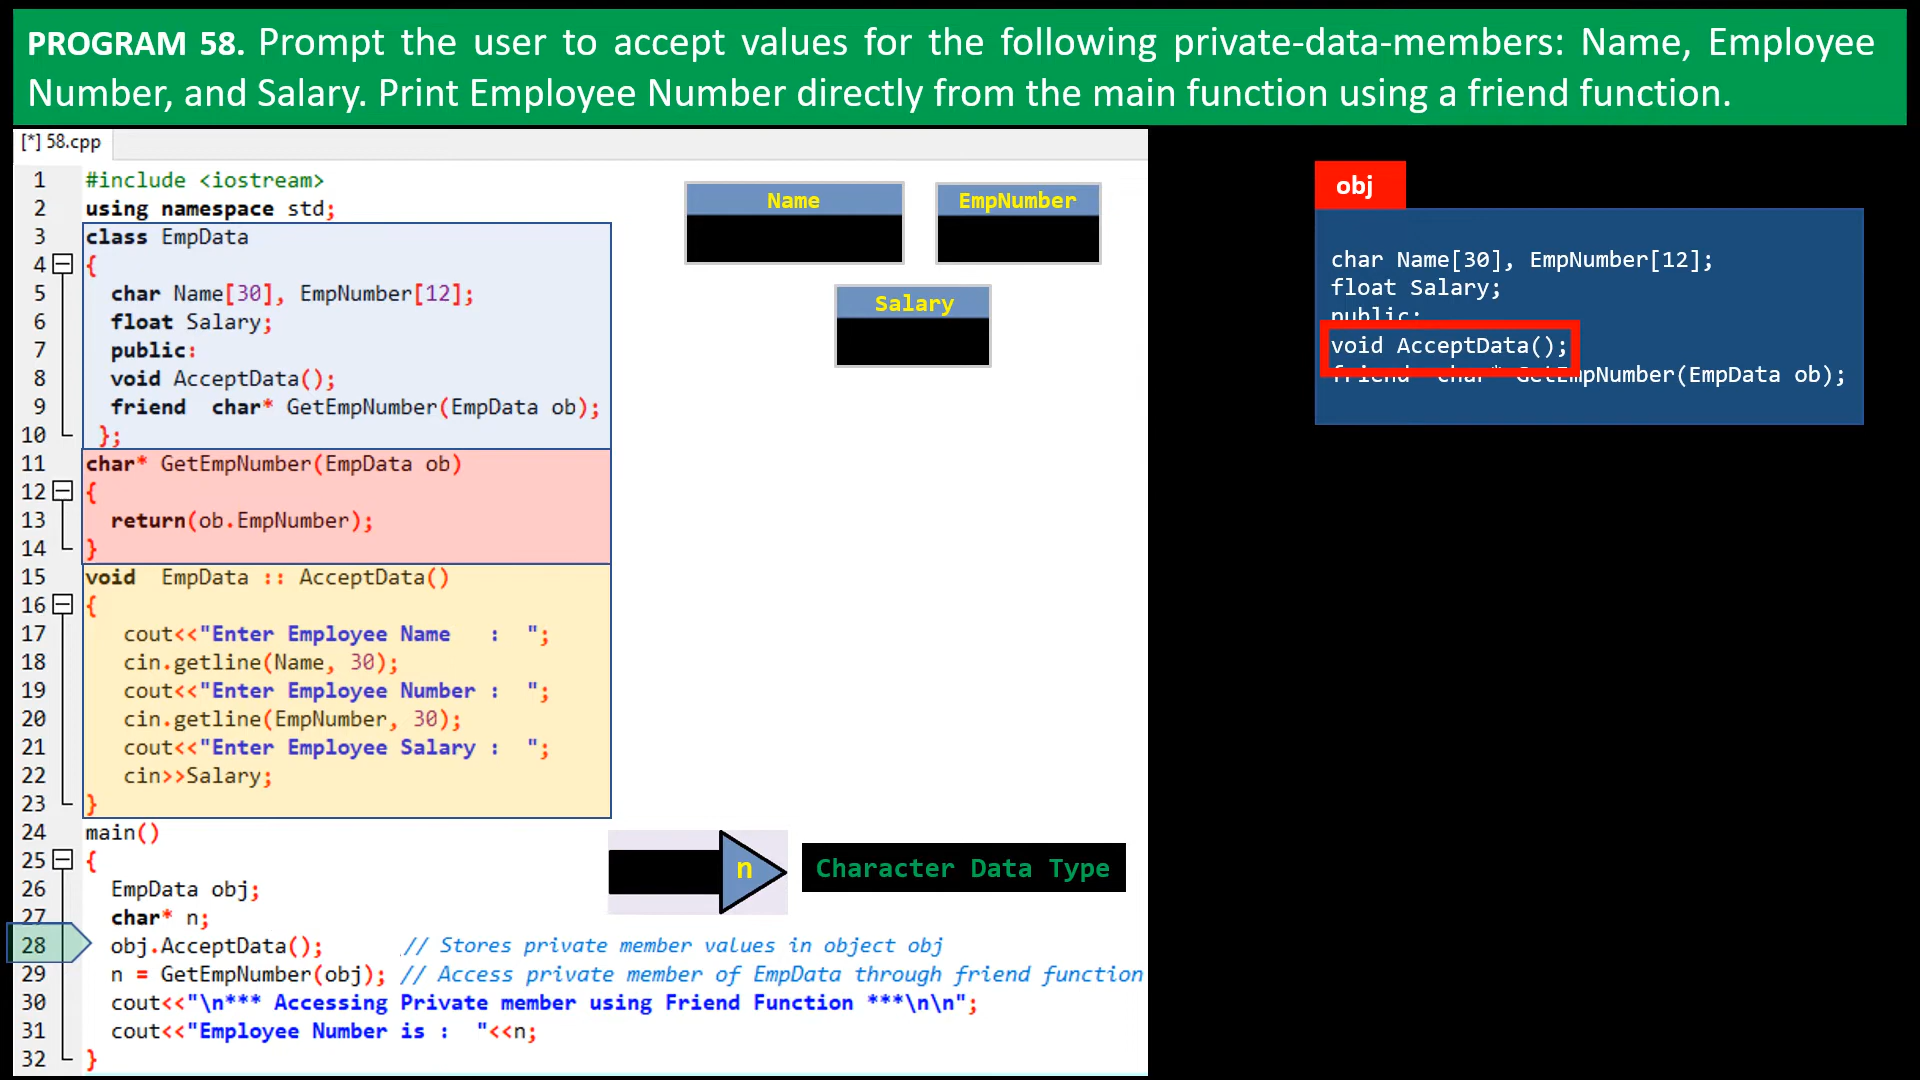 PROGRAM 58. Prompt the user to accept values for the following private-data-members: Name, Employee
Number, and Salary. Print Employee Number directly from the main function using a friend function.
[*] 58.cpp
1 #include <iostream>
2 using namespace std;
3 class EmpData
4 {
5 char Name[30], EmpNumber[12];
6 float Salary;
7 public:
8 void AcceptData();
9 friend  char* GetEmpNumber(EmpData ob);
10 };
11 char* GetEmpNumber(EmpData ob)
12 {
13 return(ob.EmpNumber);
14 }
15 void  EmpData :: AcceptData()
16 {
17 cout<<"Enter Employee Name   :  ";
18 cin.getline(Name, 30);
19 cout<<"Enter Employee Number :  ";
20 cin.getline(EmpNumber, 30);
21 cout<<"Enter Employee Salary :  ";
22 cin>>Salary;
23 }
24 main()
25 {
26 EmpData obj;
27 char* n;
28 obj.AcceptData();      // Stores private member values in object obj
29 n = GetEmpNumber(obj); // Access private member of EmpData through friend function
30 cout<<"\n*** Accessing Private member using Friend Function ***\n\n";
31 cout<<"Employee Number is :  "<<n;
32 }
Name
EmpNumber
Salary
n
Character Data Type
obj
char Name[30], EmpNumber[12];
float Salary;
public:
void AcceptData();
friend  char* GetEmpNumber(EmpData ob);